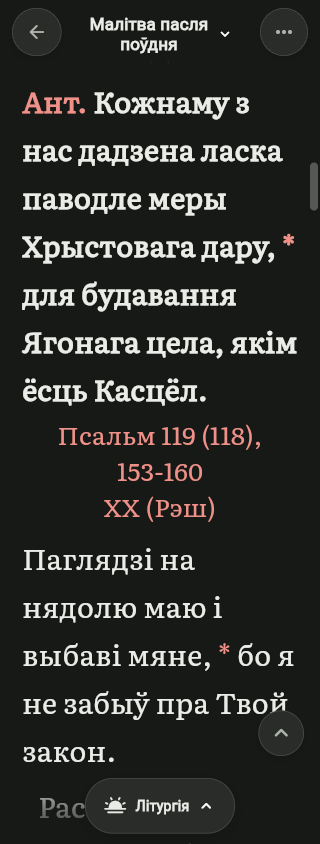 Малітва пасля
поўдня
Ант. Кожнаму з
нас дадзена ласка
паводле меры
Хрыстовага дару, *
для будавання
Ягонага цела, якім
ёсць Касцёл.
Псальм 119 (118),
153-160
XX (Рэш)
Паглядзі на
нядолю маю і
выбаві мяне, * бо я
не забыў пра Твой
закон.
Рас
Літургія